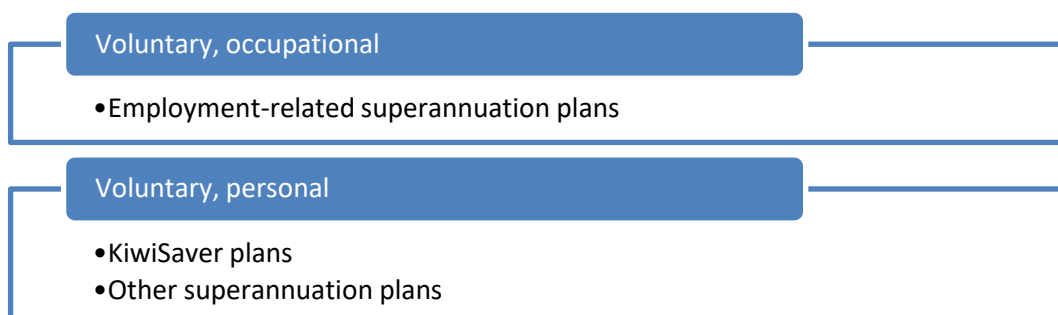 Voluntary, occupational
•Employment-related superannuation plans
Voluntary, personal
•KiwiSaver plans
•Other superannuation plans